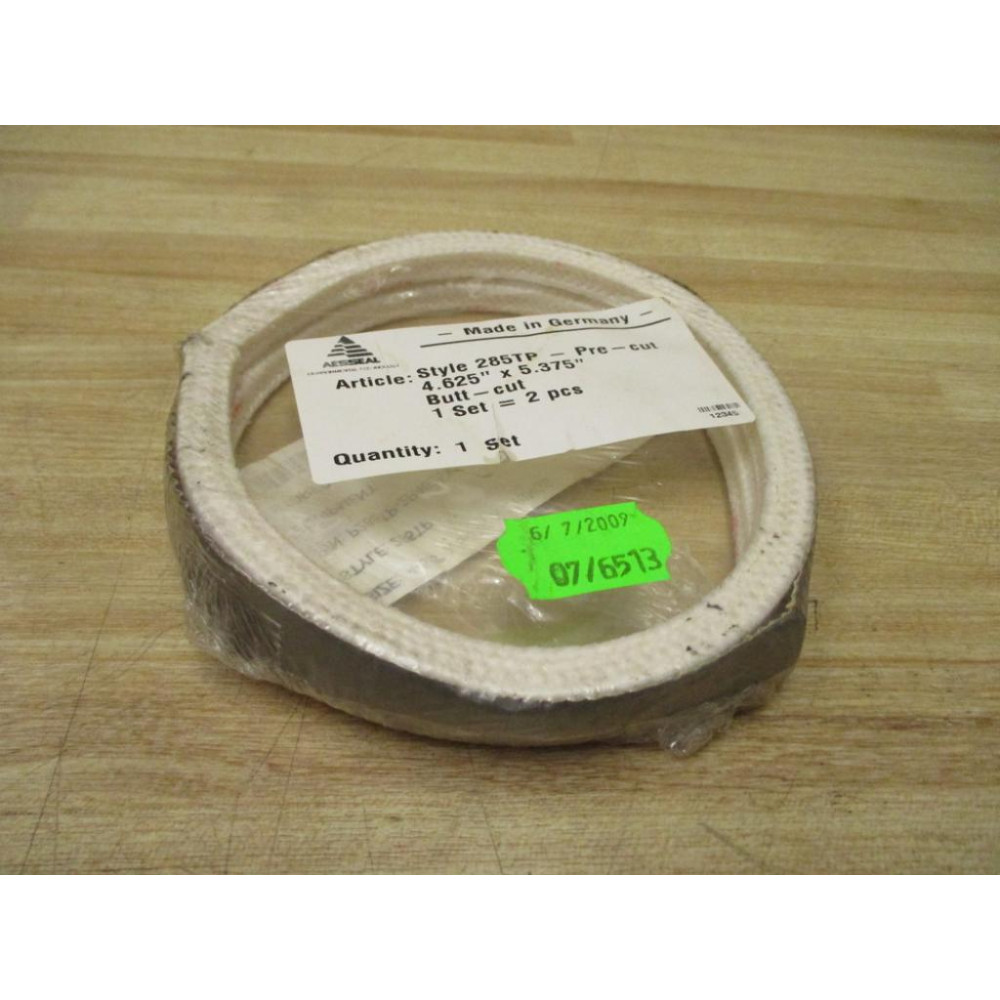 — Made in Germany —
AESSEAL
Article: Style 285TP — Pre—cut
4.625" x 5.375"
Butt—cut
1 Set = 2 pcs
12345
Quantity: 1 Set
6/ 7/2009
07/6513
STYLE